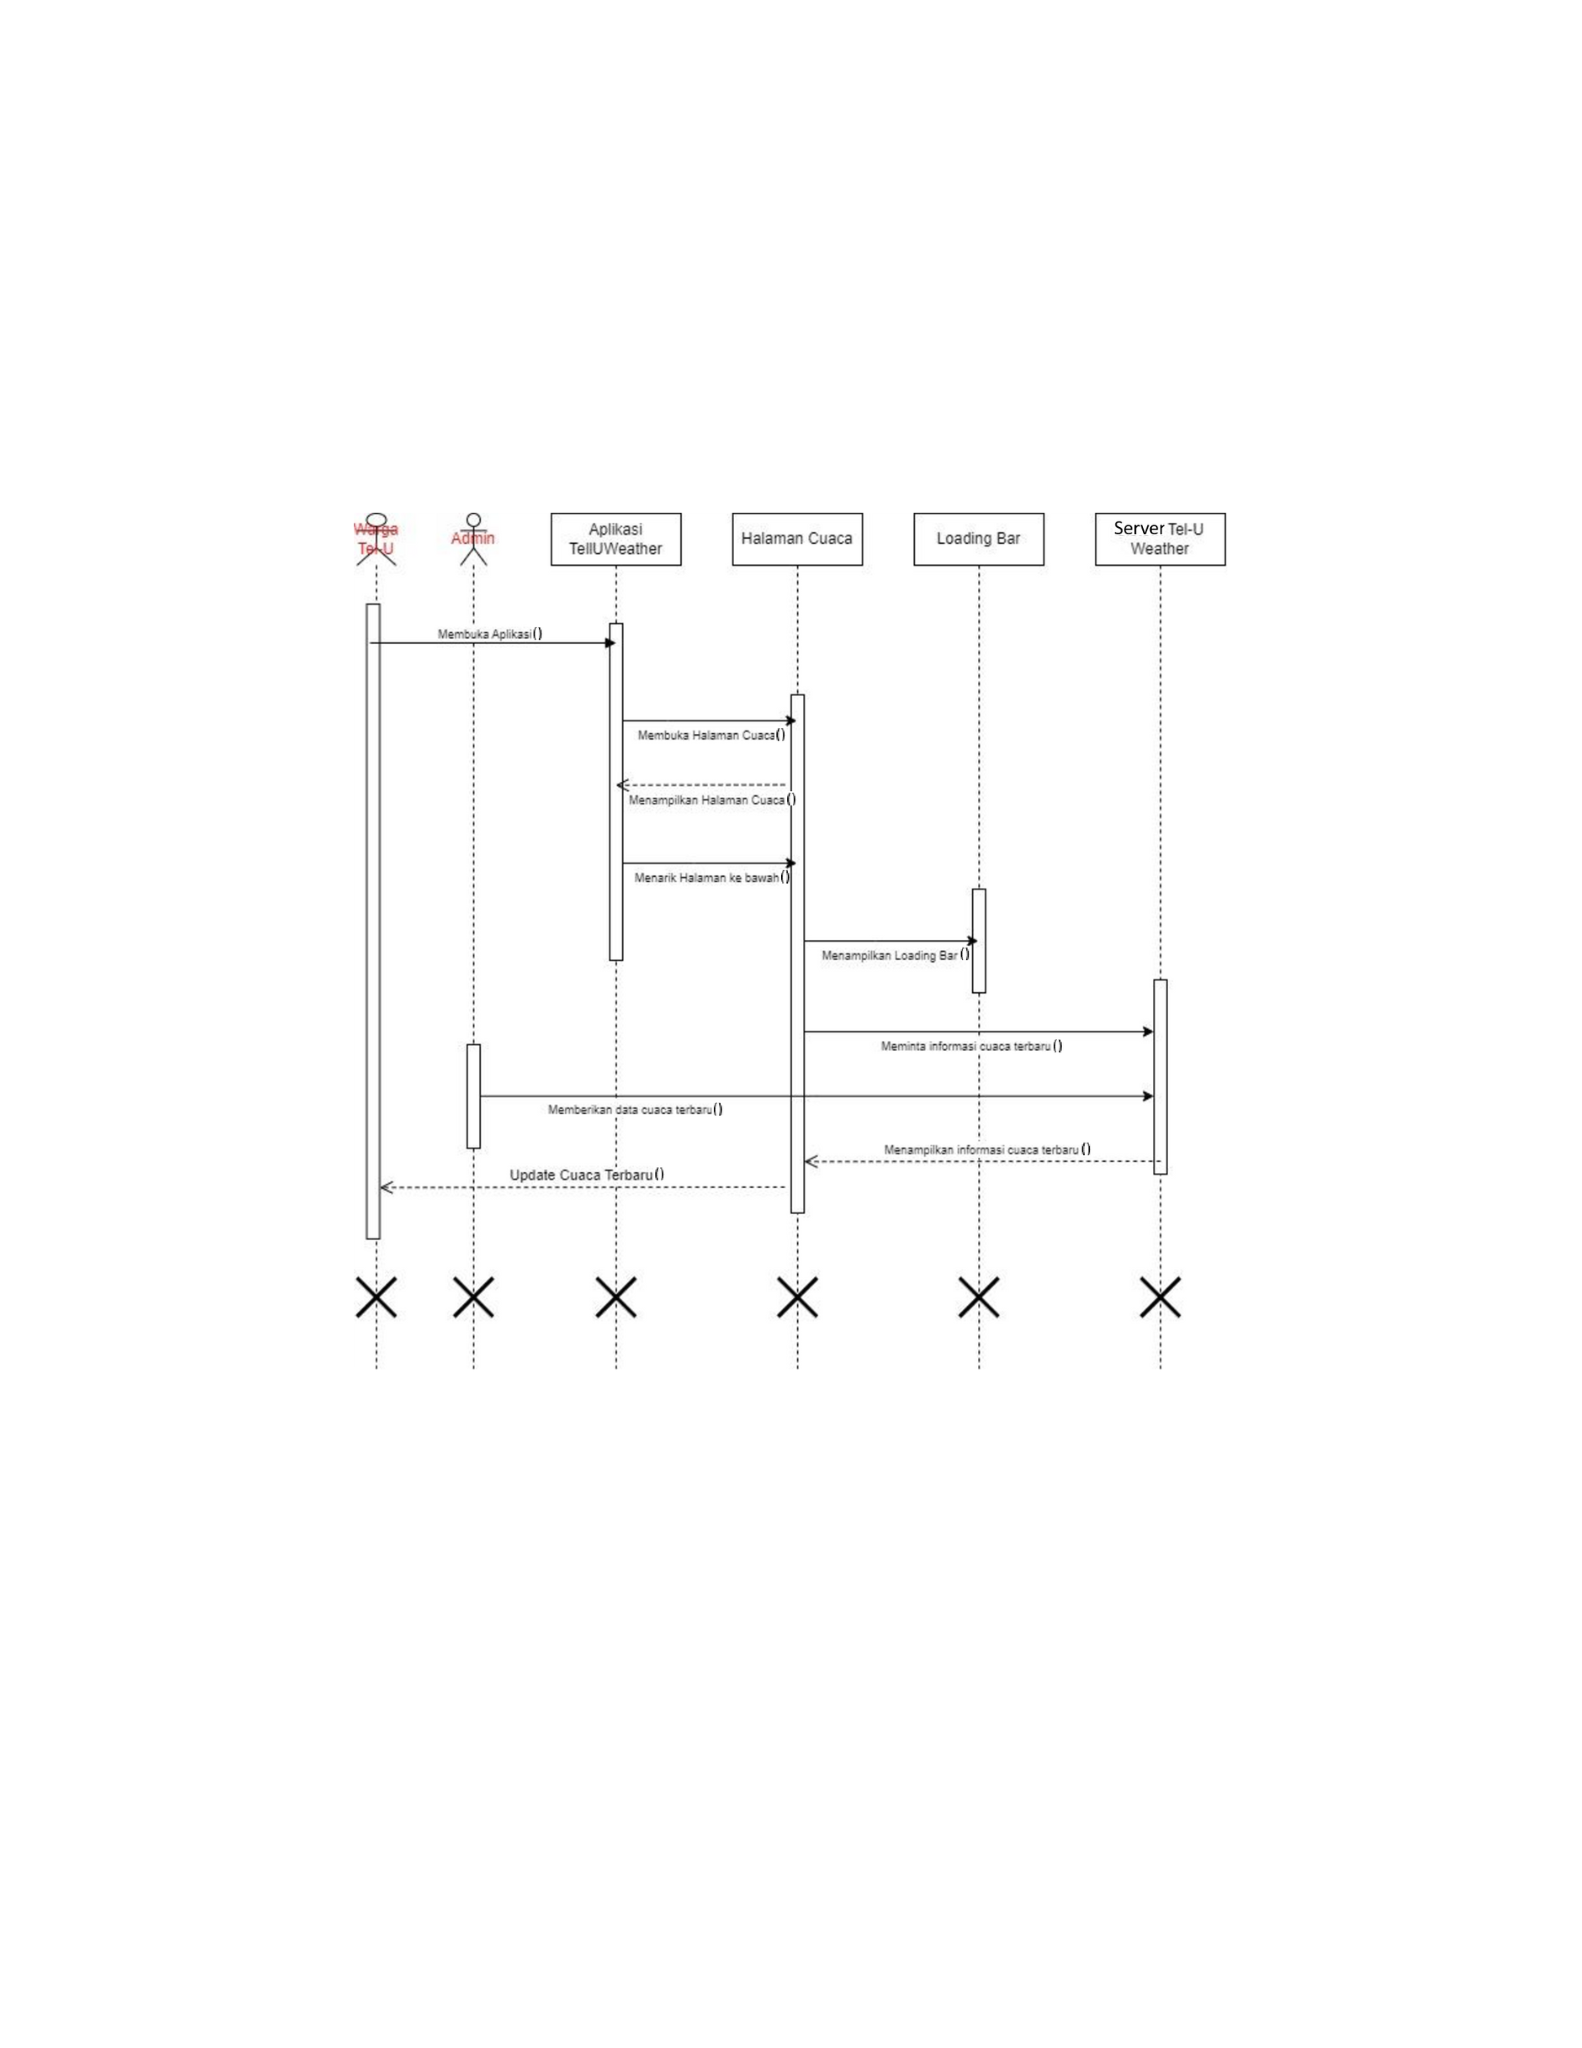 Warga
Tel-U
Admin
Aplikasi
TellUWeather
Halaman Cuaca
Loading Bar
Server Tel-U
Weather
Membuka Aplikasi()
Membuka Halaman Cuaca()
Menampilkan Halaman Cuaca()
Menarik Halaman ke bawah()
Menampilkan Loading Bar ()
Meminta informasi cuaca terbaru()
Memberikan data cuaca terbaru()
Menampilkan informasi cuaca terbaru()
Update Cuaca Terbaru()